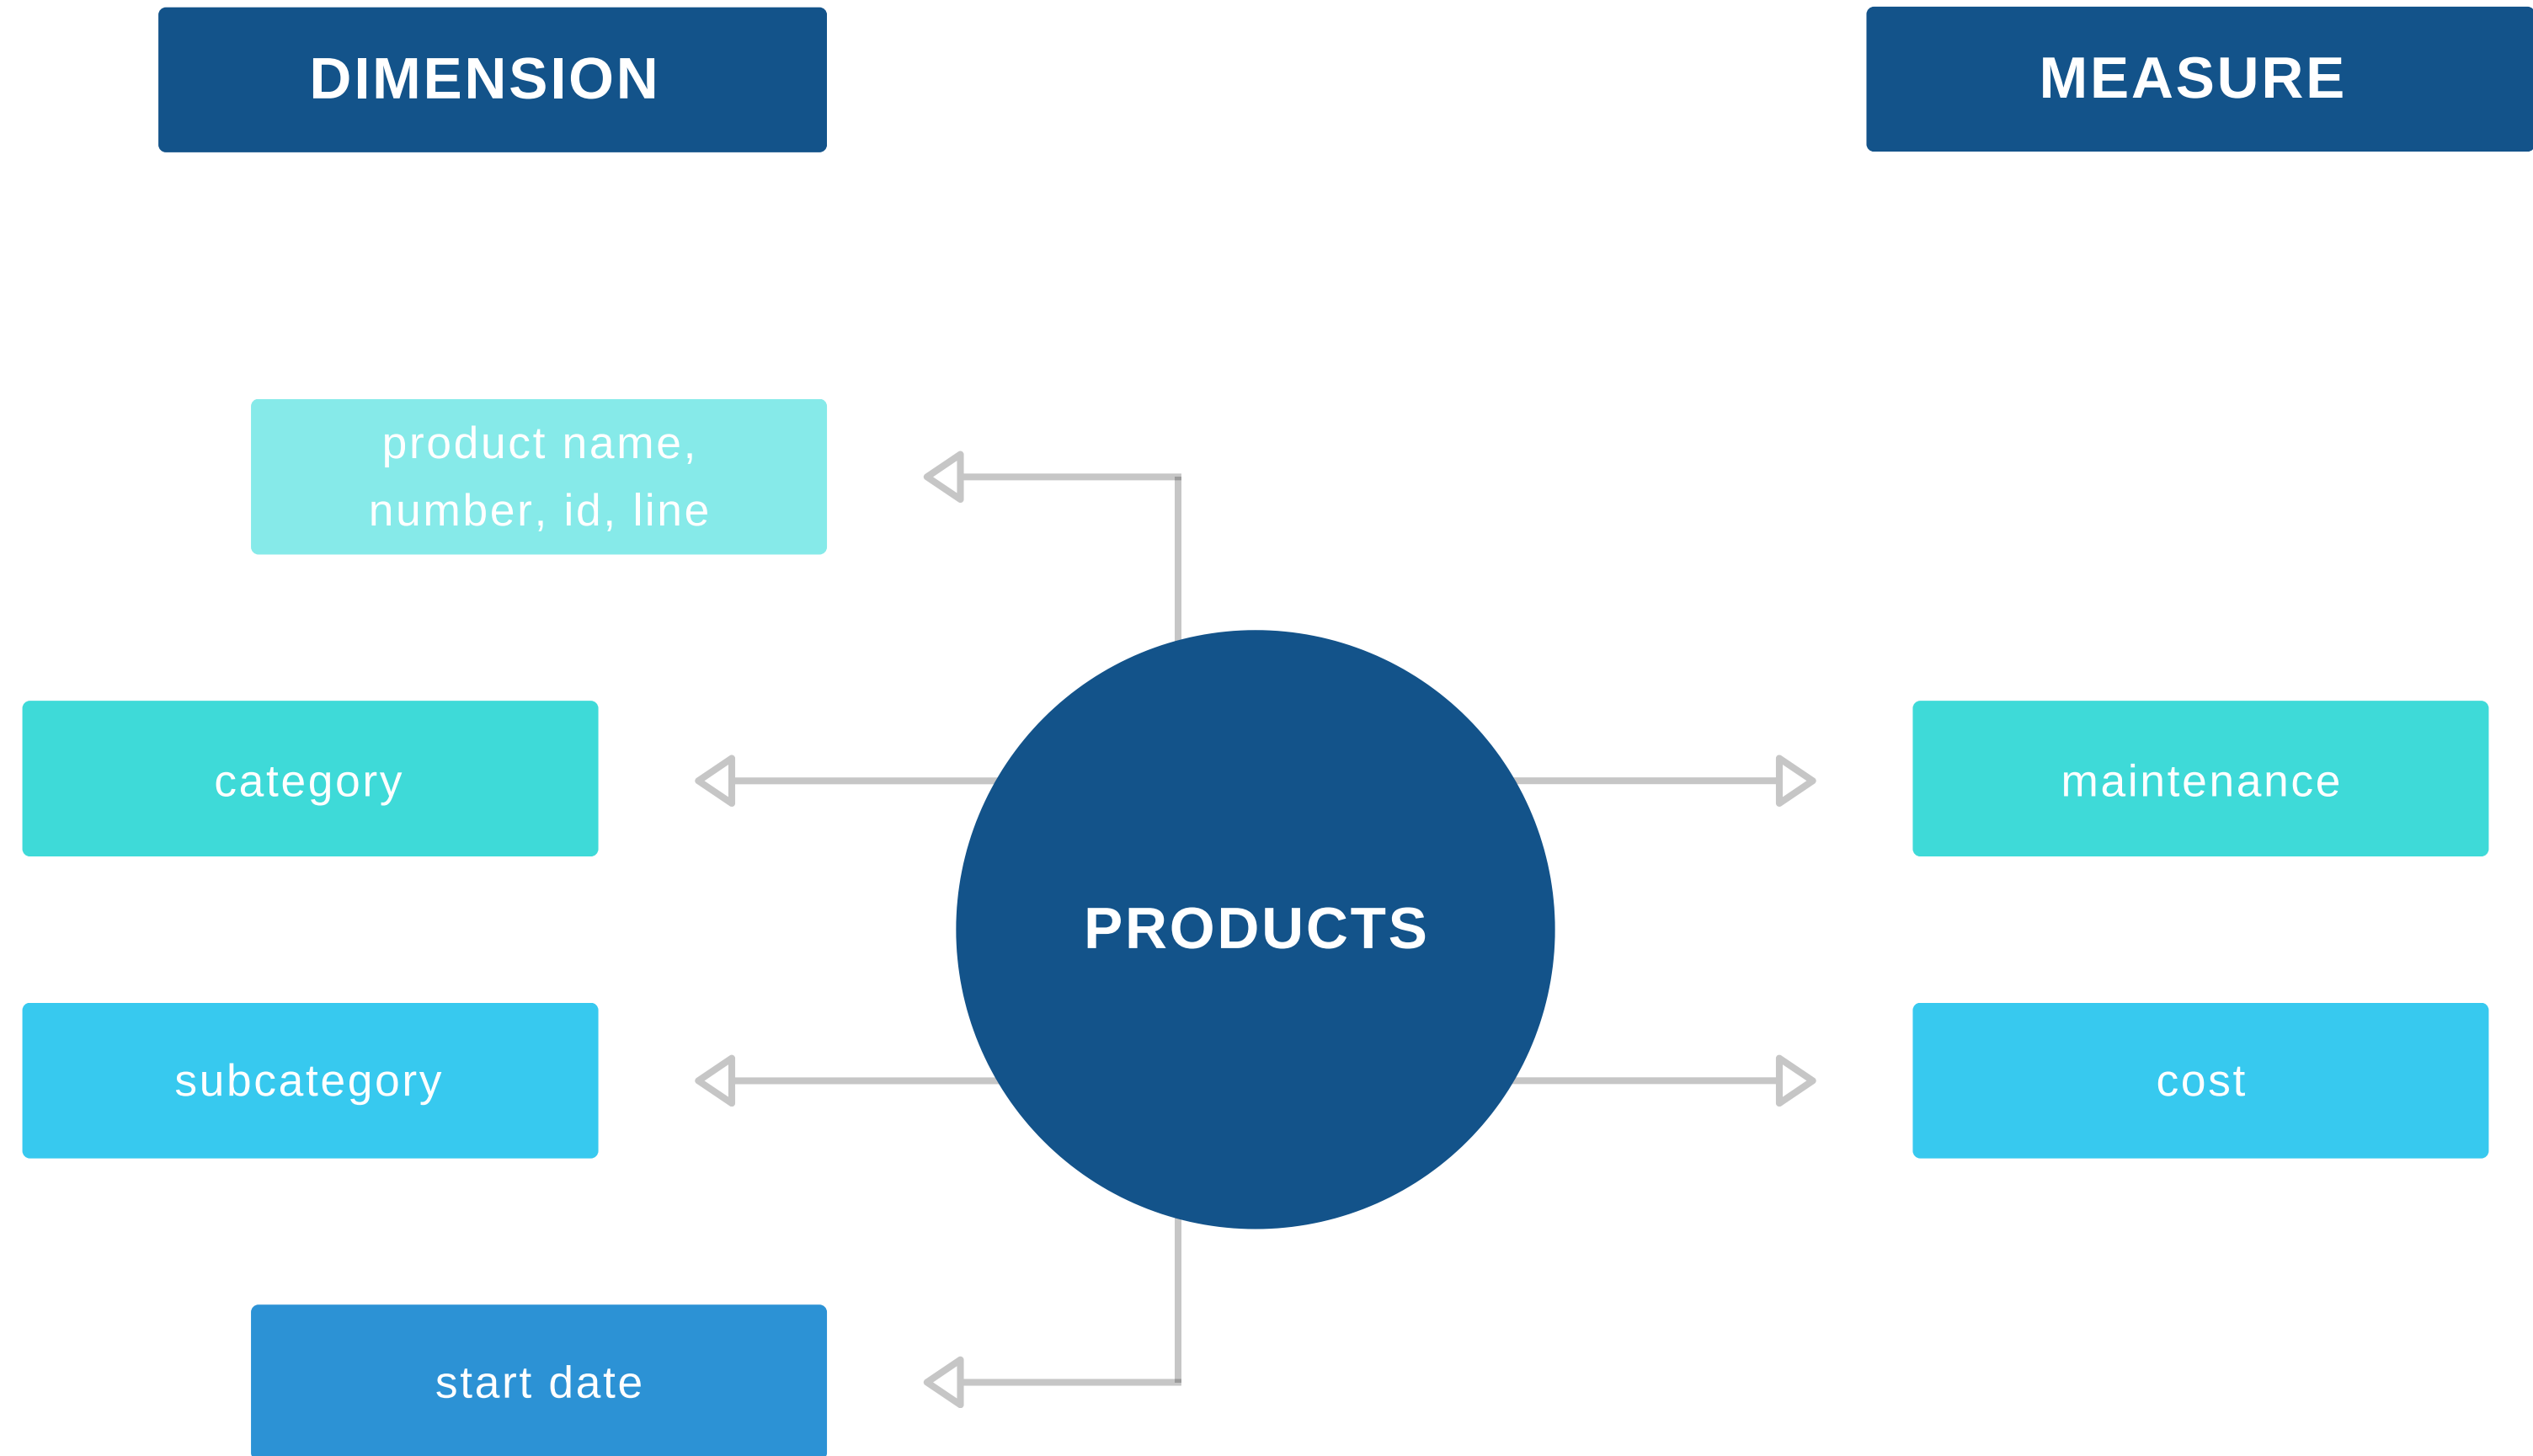 DIMENSION
MEASURE
product name,
number, id, line
category
maintenance
PRODUCTS
subcategory
cost
start date